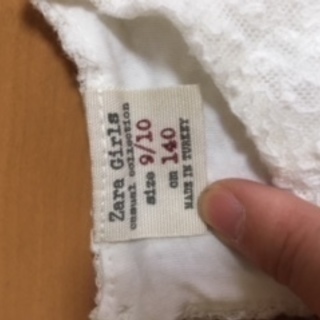 Zara Girls
casual collection
size 9/10
cm 140
MADE IN TURKEY